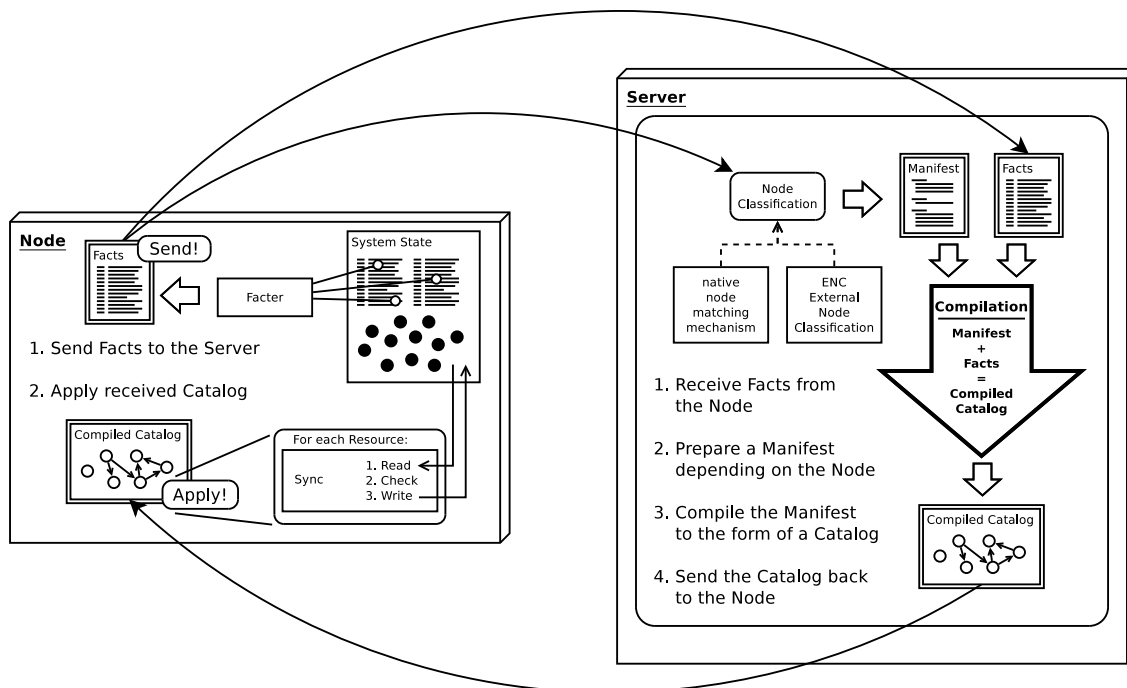 Node
Facts
Send!
Facter
System State
1. Send Facts to the Server
2. Apply received Catalog
Compiled Catalog
Apply!
For each Resource:
Sync
1. Read
2. Check
3. Write
Server
Node
Classification
Manifest
Facts
native
node
matching
mechanism
ENC
External
Node
Classification
Compilation
Manifest
+
Facts
=
Compiled
Catalog
1. Receive Facts from
the Node
2. Prepare a Manifest
depending on the Node
3. Compile the Manifest
to the form of a Catalog
4. Send the Catalog back
to the Node
Compiled Catalog